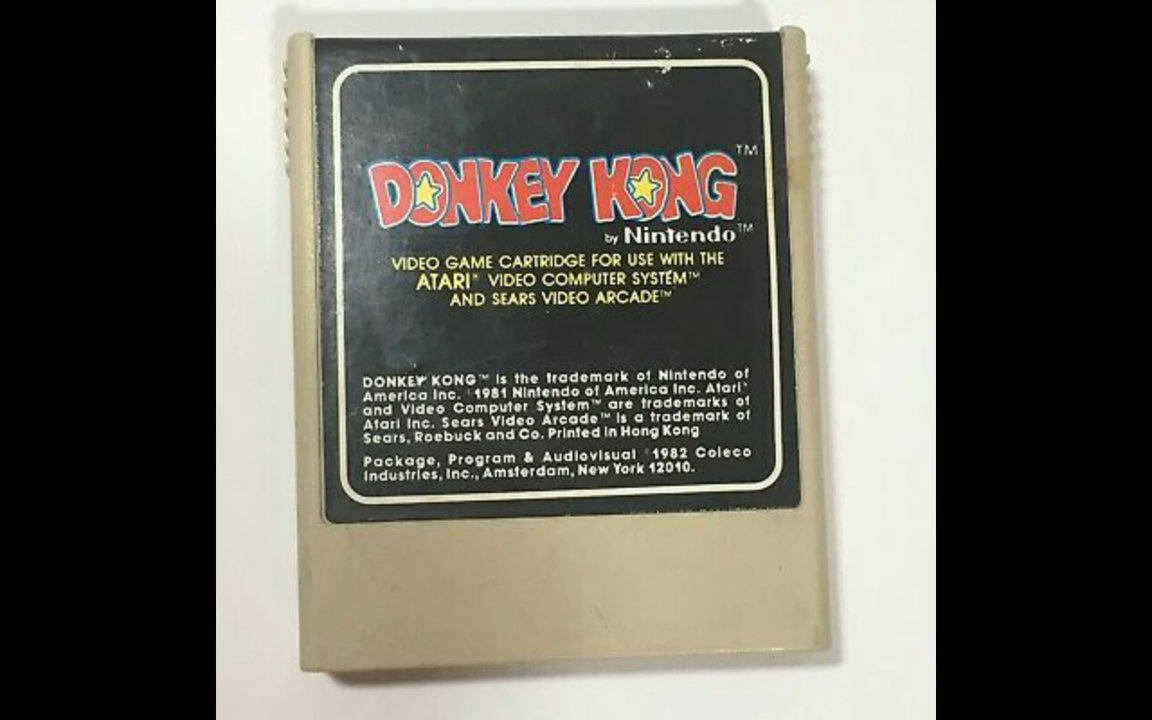 DONKEY KONG™
by Nintendo™
VIDEO GAME CARTRIDGE FOR USE WITH THE
ATARI® VIDEO COMPUTER SYSTEM™
AND SEARS VIDEO ARCADE™
DONKEY KONG™ is the trademark of Nintendo of
America Inc. ©1981 Nintendo of America Inc. Atari®
and Video Computer System™ are trademarks of
Atari Inc. Sears Video Arcade™ is a trademark of
Sears, Roebuck and Co. Printed in Hong Kong
Package, Program & Audiovisual ©1982 Coleco
Industries, Inc., Amsterdam, New York 12010.